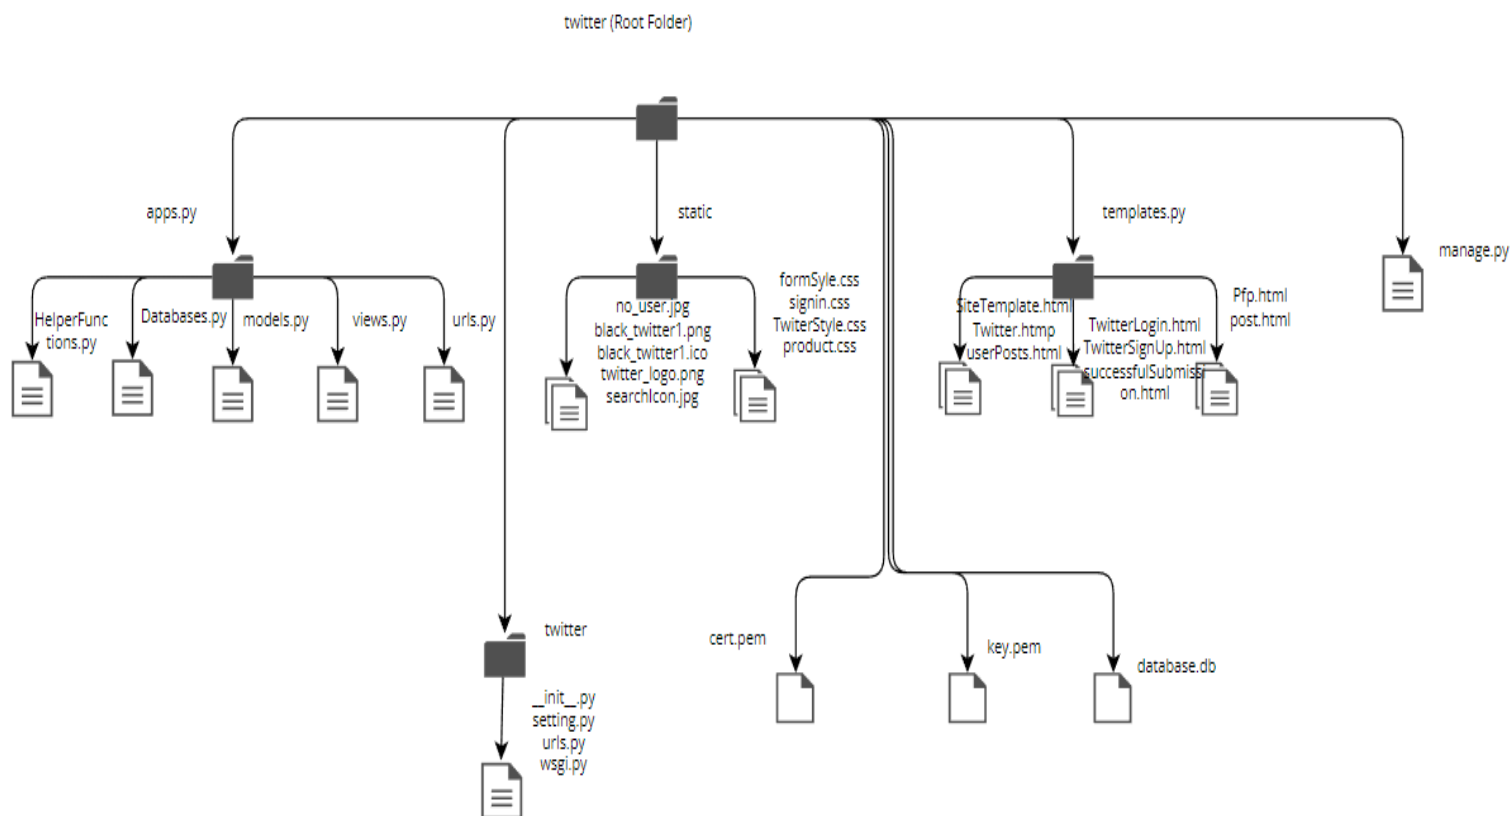 twitter (Root Folder)
apps.py
static
templates.py
manage.py
HelperFunc
tions.py
Databases.py
models.py
views.py
urls.py
no_user.jpg
black_twitter1.png
black_twitter1.ico
twitter_logo.png
searchIcon.jpg
formSyle.css
signin.css
TwiterStyle.css
product.css
SiteTemplate.html
Twitter.htmp
userPosts.html
TwitterLogin.html
TwitterSignUp.html
successfulSubmissi
on.html
Pfp.html
post.html
twitter
__init__.py
setting.py
urls.py
wsgi.py
cert.pem
key.pem
database.db